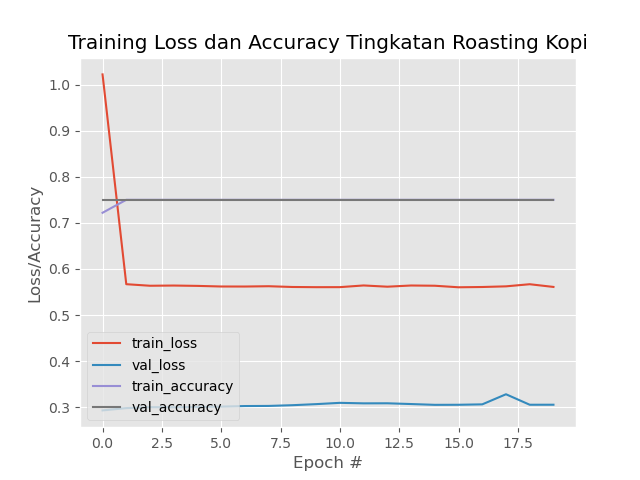 Training Loss dan Accuracy Tingkatan Roasting Kopi
1.0
0.9
0.8
0.7
0.6
0.5
0.4
0.3
Loss/Accuracy
train_loss
val_loss
train_accuracy
val_accuracy
0.0 2.5 5.0 7.5 10.0 12.5 15.0 17.5
Epoch #